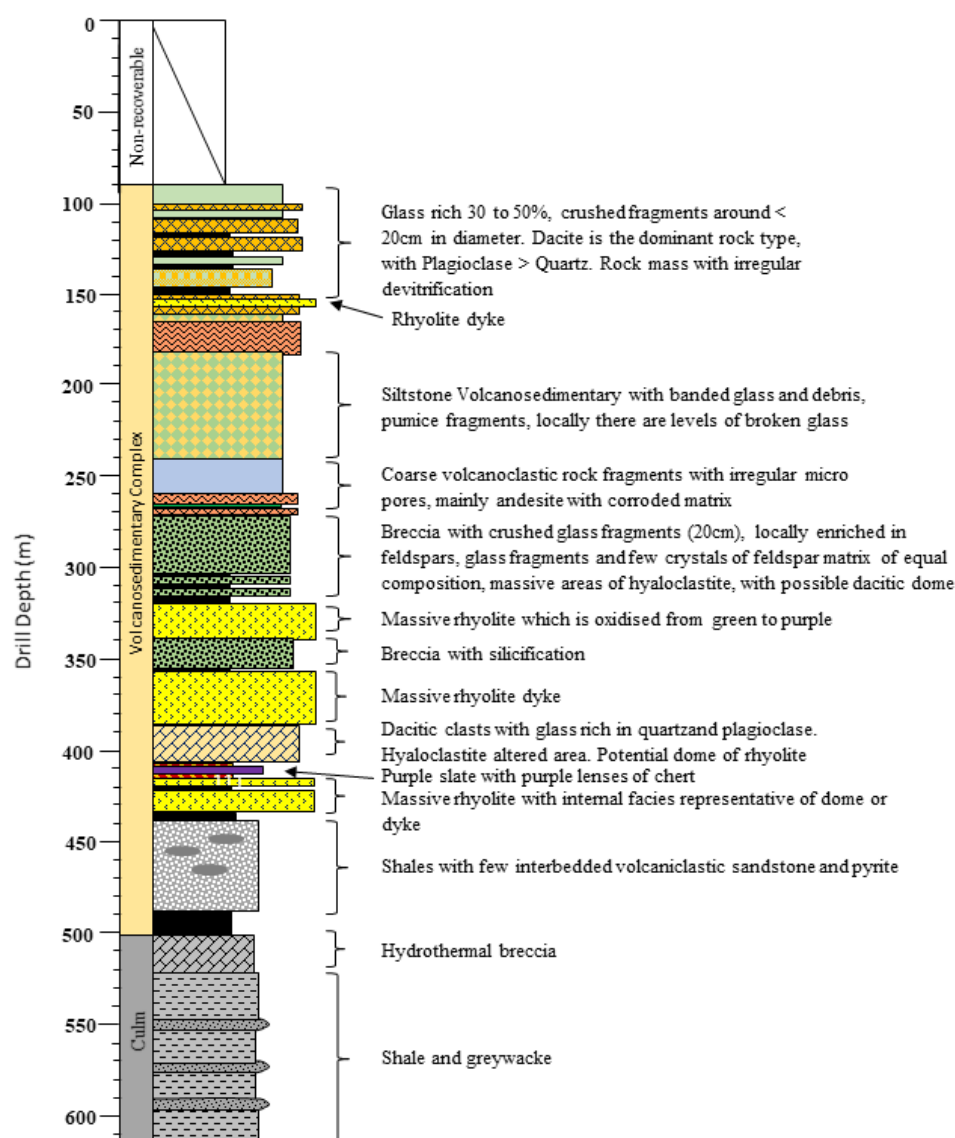 0
50
100
150
200
250
300
350
400
450
500
550
600
Drill Depth (m)
Non-recoverable
Volcanosedimentary Complex
Culm
Glass rich 30 to 50%, crushed fragments around <
20cm in diameter. Dacite is the dominant rock type,
with Plagioclase > Quartz. Rock mass with irregular
devitrification
Rhyolite dyke
Siltstone Volcanosedimentary with banded glass and debris,
pumice fragments, locally there are levels of broken glass
Coarse volcanoclastic rock fragments with irregular micro
pores, mainly andesite with corroded matrix
Breccia with crushed glass fragments (20cm), locally enriched in
feldspars, glass fragments and few crystals of feldspar matrix of equal
composition, massive areas of hyaloclastite, with possible dacitic dome
Massive rhyolite which is oxidised from green to purple
Breccia with silicification
Massive rhyolite dyke
Dacitic clasts with glass rich in quartzand plagioclase.
Hyaloclastite altered area. Potential dome of rhyolite
Purple slate with purple lenses of chert
Massive rhyolite with internal facies representative of dome or
dyke
Shales with few interbedded volcaniclastic sandstone and pyrite
Hydrothermal breccia
Shale and greywacke